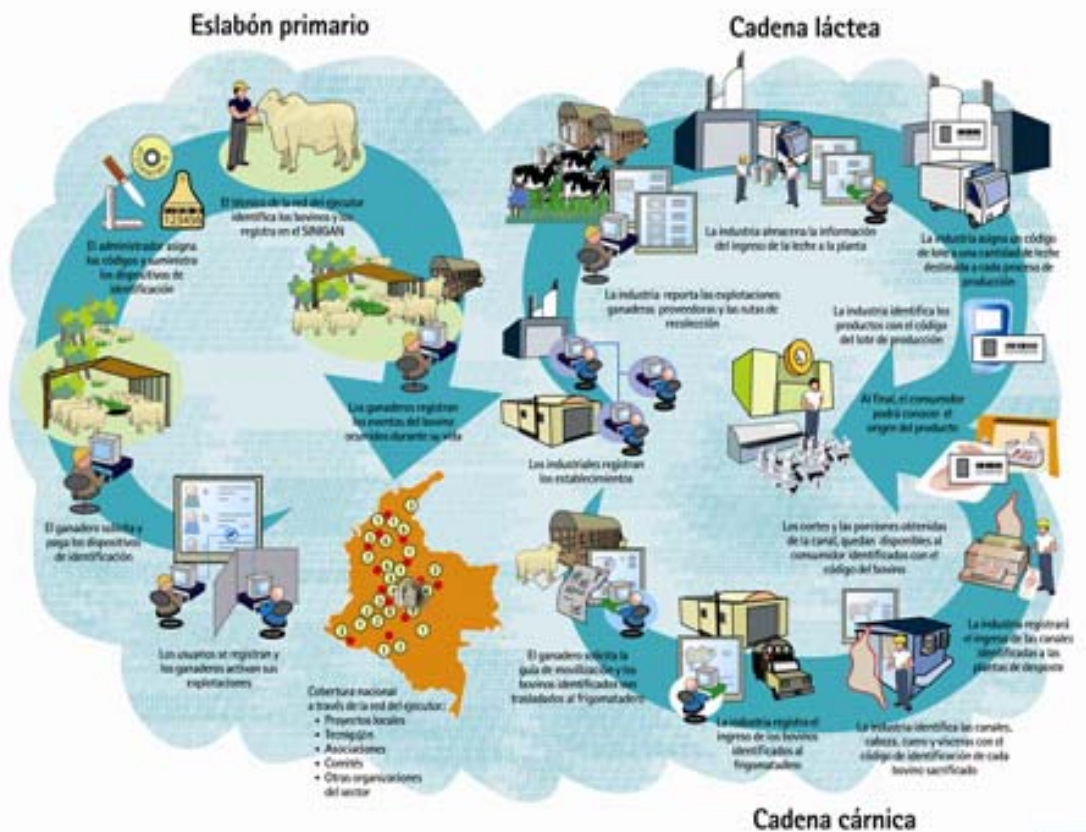 Eslabón primario
Cadena láctea
El técnico de la red del ejecutor
identifica los bovinos y los
registra en el SINIGAN
123456
El administrador asigna
los códigos y suministra
los dispositivos de
identificación
Los ganaderos registran
los eventos del bovino
ocurridos durante su vida
El ganadero solicita y
paga los dispositivos
de identificación
Los usuarios se registran y
los ganaderos activan sus
explotaciones
Cobertura nacional
a través de la red del ejecutor:
• Proyectos locales
• Tecnig@n
• Asociaciones
• Comités
• Otras organizaciones
del sector
La industria almacena la información
del ingreso de la leche a la planta
La industria asigna un código
de lote a una cantidad de leche
destinada a cada proceso de
producción
La industria reporta las explotaciones
ganaderas proveedoras y las rutas de
recolección
La industria identifica los
productos con el código
del lote de producción
Al final, el consumidor
podrá conocer el
origen del producto
Los industriales registran
los establecimientos
Los cortes y las porciones obtenidas
de la canal, quedan disponibles al
consumidor identificados con el
código del bovino
El ganadero solicita la
guía de movilización y los
bovinos identificados son
trasladados al frigomatadero
La industria registra el
ingreso de los bovinos
identificados al
frigomatadero
La industria identifica las canales,
cabeza, cuero y vísceras con el
código de identificación de cada
bovino sacrificado
La industria registrará
el ingreso de las canales
identificadas a las
plantas de desposte
Cadena cárnica